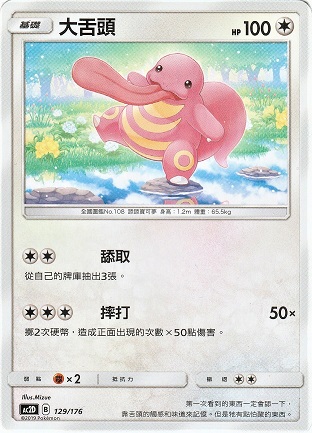 基礎 大舌頭 HP 100
全國圖鑑No.108 舔舔寶可夢 身高：1.2m 體重：65.5kg
舔取
從自己的牌庫抽出3張。
摔打 50×
擲2次硬幣，造成正面出現的次數×50點傷害。
弱點 ×2 抵抗力 撤退
Illus.Mizue
AC2D B 129/176
©2019 Pokémon
第一次看到的東西一定會舔一下，
靠舌頭的觸感和味道來記憶。但是牠有點怕酸的東西。